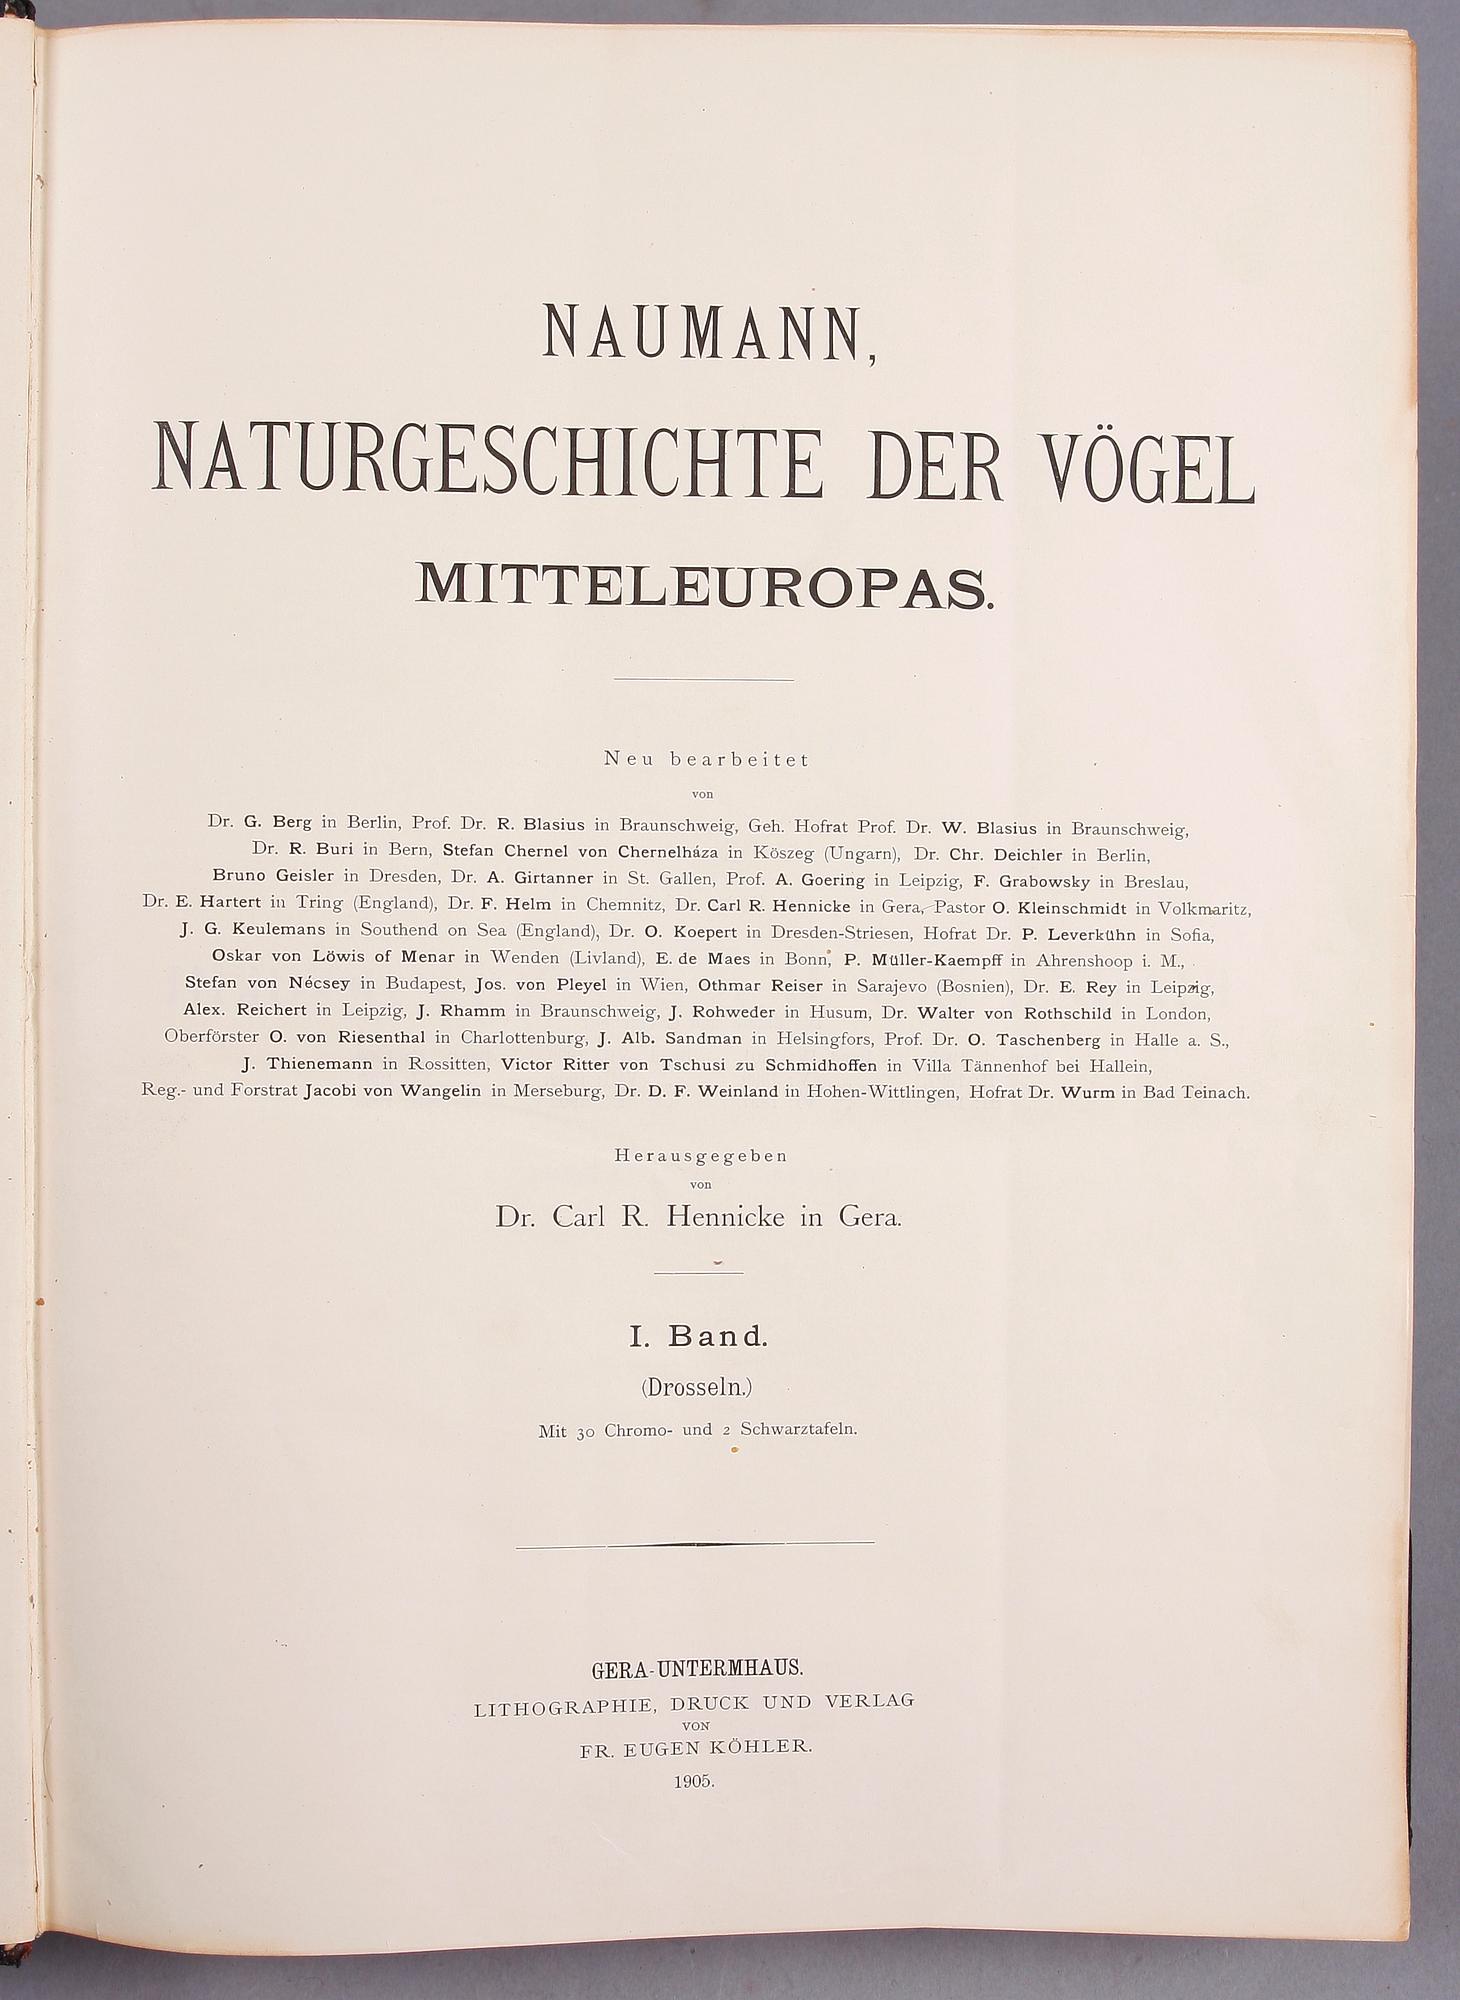 NAUMANN,
NATURGESCHICHTE DER VÖGEL
MITTELEUROPAS.
Neu bearbeitet
von
Dr. G. Berg in Berlin, Prof. Dr. R. Blasius in Braunschweig, Geh. Hofrat Prof. Dr. W. Blasius in Braunschweig,
Dr. R. Buri in Bern, Stefan Chernel von Chernelháza in Köszeg (Ungarn), Dr. Chr. Deichler in Berlin,
Bruno Geisler in Dresden, Dr. A. Girtanner in St. Gallen, Prof. A. Goering in Leipzig, F. Grabowsky in Breslau,
Dr. E. Hartert in Tring (England), Dr. F. Helm in Chemnitz, Dr. Carl R. Hennicke in Gera, Pastor O. Kleinschmidt in Volkmaritz,
J. G. Keulemans in Southend on Sea (England), Dr. O. Koepert in Dresden-Striesen, Hofrat Dr. P. Leverkühn in Sofia,
Oskar von Löwis of Menar in Wenden (Livland), E. de Maes in Bonn, P. Müller-Kaempff in Ahrenshoop i. M.,
Stefan von Nécsey in Budapest, Jos. von Pleyel in Wien, Othmar Reiser in Sarajevo (Bosnien), Dr. E. Rey in Leipzig,
Alex. Reichert in Leipzig, J. Rhamm in Braunschweig, J. Rohweder in Husum, Dr. Walter von Rothschild in London,
Oberförster O. von Riesenthal in Charlottenburg, J. Alb. Sandman in Helsingfors, Prof. Dr. O. Taschenberg in Halle a. S.,
J. Thienemann in Rossitten, Victor Ritter von Tschusi zu Schmidhoffen in Villa Tännenhof bei Hallein,
Reg.- und Forstrat Jacobi von Wangelin in Merseburg, Dr. D. F. Weinland in Hohen-Wittlingen, Hofrat Dr. Wurm in Bad Teinach.
Herausgegeben
von
Dr. Carl R. Hennicke in Gera.
I. Band.
(Drosseln.)
Mit 30 Chromo- und 2 Schwarztafeln.
GERA-UNTERMHAUS.
LITHOGRAPHIE, DRUCK UND VERLAG
VON
FR. EUGEN KÖHLER.
1905.